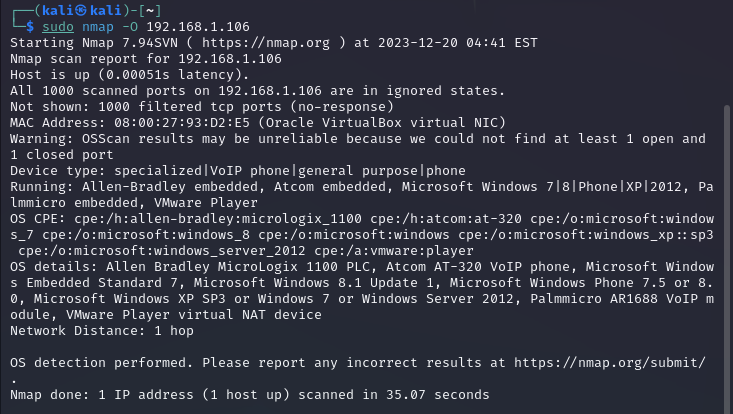 ┌──(kali㉿kali)-[~]
└─$ sudo nmap -O 192.168.1.106
Starting Nmap 7.94SVN ( https://nmap.org ) at 2023-12-20 04:41 EST
Nmap scan report for 192.168.1.106
Host is up (0.00051s latency).
All 1000 scanned ports on 192.168.1.106 are in ignored states.
Not shown: 1000 filtered tcp ports (no-response)
MAC Address: 08:00:27:93:D2:E5 (Oracle VirtualBox virtual NIC)
Warning: OSScan results may be unreliable because we could not find at least 1 open and
1 closed port
Device type: specialized|VoIP phone|general purpose|phone
Running: Allen-Bradley embedded, Atcom embedded, Microsoft Windows 7|8|Phone|XP|2012, Pa
lmmicro embedded, VMware Player
OS CPE: cpe:/h:allen-bradley:micrologix_1100 cpe:/h:atcom:at-320 cpe:/o:microsoft:window
s_7 cpe:/o:microsoft:windows_8 cpe:/o:microsoft:windows cpe:/o:microsoft:windows_xp::sp3
 cpe:/o:microsoft:windows_server_2012 cpe:/a:vmware:player
OS details: Allen Bradley MicroLogix 1100 PLC, Atcom AT-320 VoIP phone, Microsoft Window
s Embedded Standard 7, Microsoft Windows 8.1 Update 1, Microsoft Windows Phone 7.5 or 8.
0, Microsoft Windows XP SP3 or Windows 7 or Windows Server 2012, Palmmicro AR1688 VoIP m
odule, VMware Player virtual NAT device
Network Distance: 1 hop

OS detection performed. Please report any incorrect results at https://nmap.org/submit/
.
Nmap done: 1 IP address (1 host up) scanned in 35.07 seconds